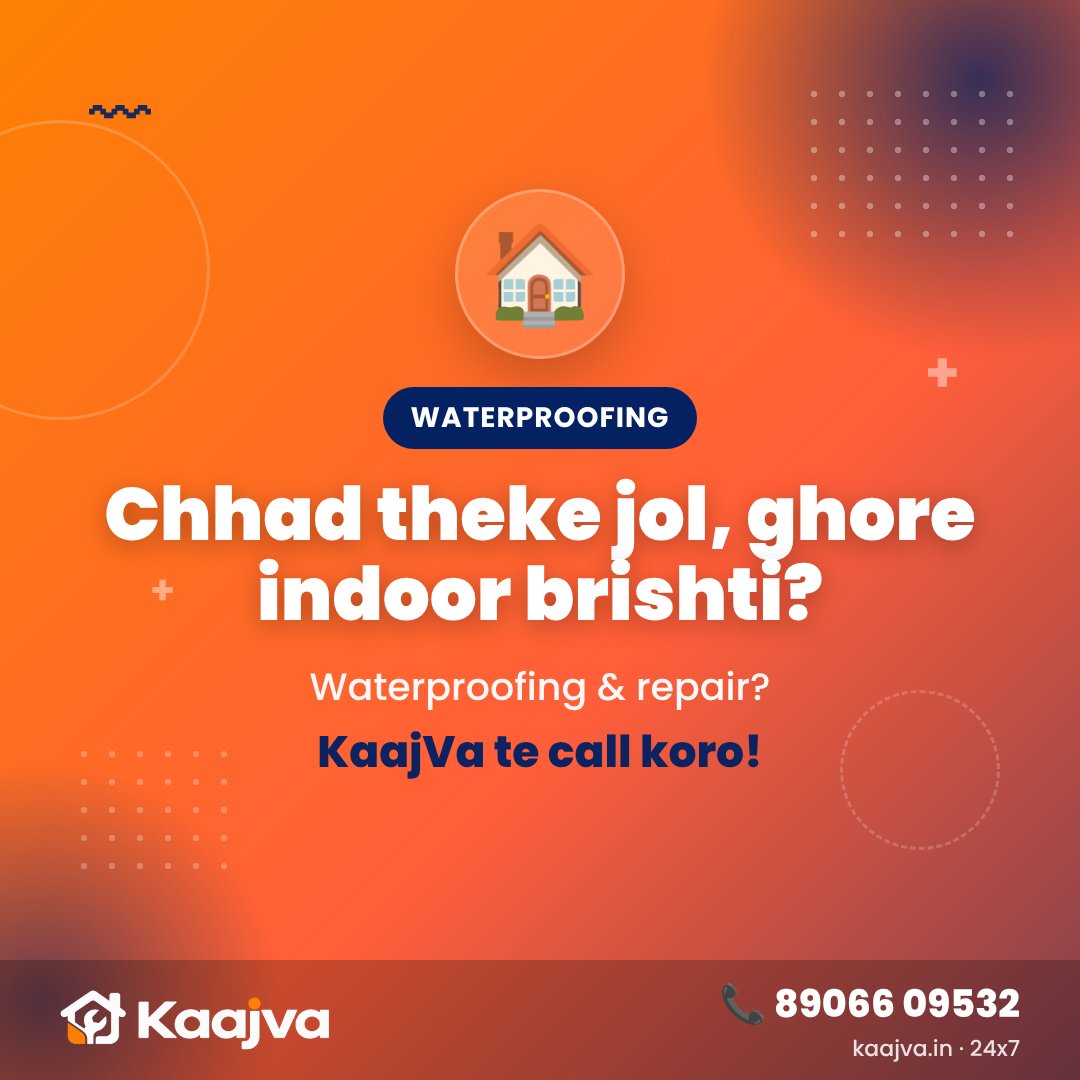 WATERPROOFING
Chhad theke jol, ghore
indoor brishti?
Waterproofing & repair?
KaajVa te call koro!
Kaajva
89066 09532
kaajva.in · 24x7